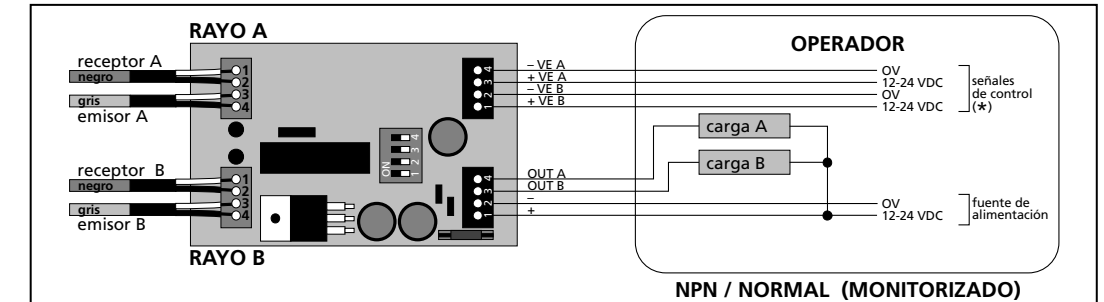 RAYO A
receptor A
negro
gris
emisor A
1
2
3
4
receptor B
negro
gris
emisor B
1
2
3
4
RAYO B
ON
1 2 3 4
4
3
2
1
– VE A
+ VE A
– VE B
+ VE B
4
3
2
1
OUT A
OUT B
–
+
OPERADOR
0V
12-24 VDC
0V
12-24 VDC
señales
de control
(*)
carga A
carga B
0V
12-24 VDC
fuente de
alimentación
NPN / NORMAL (MONITORIZADO)